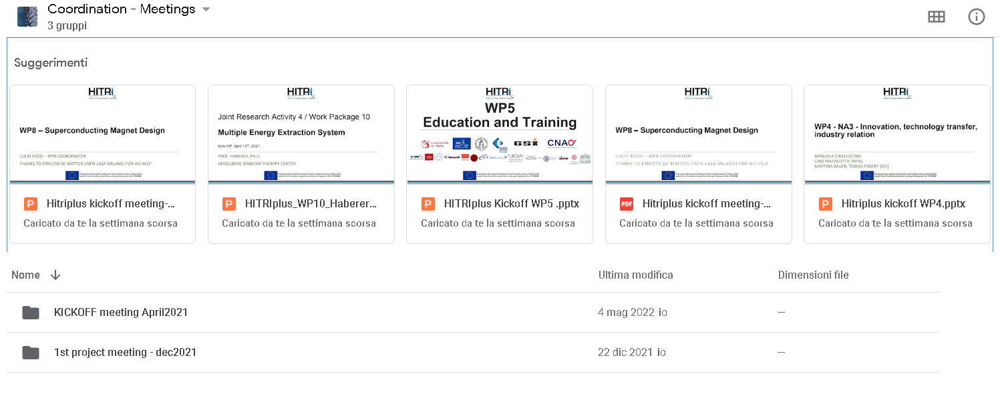 Coordination - Meetings
3 gruppi
Suggerimenti
HITRI
WP8 – Superconducting Magnet Design
LUCIO ROSSI – WP8 COORDINATOR
THANKS TO ERNESTO DE MATTEIS (INFN-LASA-MILANO) FOR HIS HELP
Hitriplus kickoff meeting-...
Caricato da te la settimana scorsa
HITRI
Joint Research Activity 4 / Work Package 10
Multiple Energy Extraction System
Kick-Off, April 13th, 2021
PROF. HABERER, PH.D.
HEIDELBERG IONBEAM THERAPY CENTER
HITRIplus_WP10_Haberer...
Caricato da te la settimana scorsa
HITRI
WP5
Education and Training
GSI
CNAO
HITRIplus Kickoff WP5 .pptx
Caricato da te la settimana scorsa
HITRI
WP8 – Superconducting Magnet Design
LUCIO ROSSI – WP8 COORDINATOR
THANKS TO ERNESTO DE MATTEIS (INFN-LASA-MILANO) FOR HIS HELP
PDF Hitriplus kickoff meeting-...
Caricato da te la settimana scorsa
HITRI
WP4 - NA3 - Innovation, technology transfer,
industry relation
MANUELA CIRILLI (CERN)
CINO MATACOTTA (INFN)
MARTINA BAUER, TOBIAS ENGERT (GSI)
Hitriplus kickoff WP4.pptx
Caricato da te la settimana scorsa
Nome Ultima modifica Dimensioni file
KICKOFF meeting April2021 4 mag 2022 io —
1st project meeting - dec2021 22 dic 2021 io —